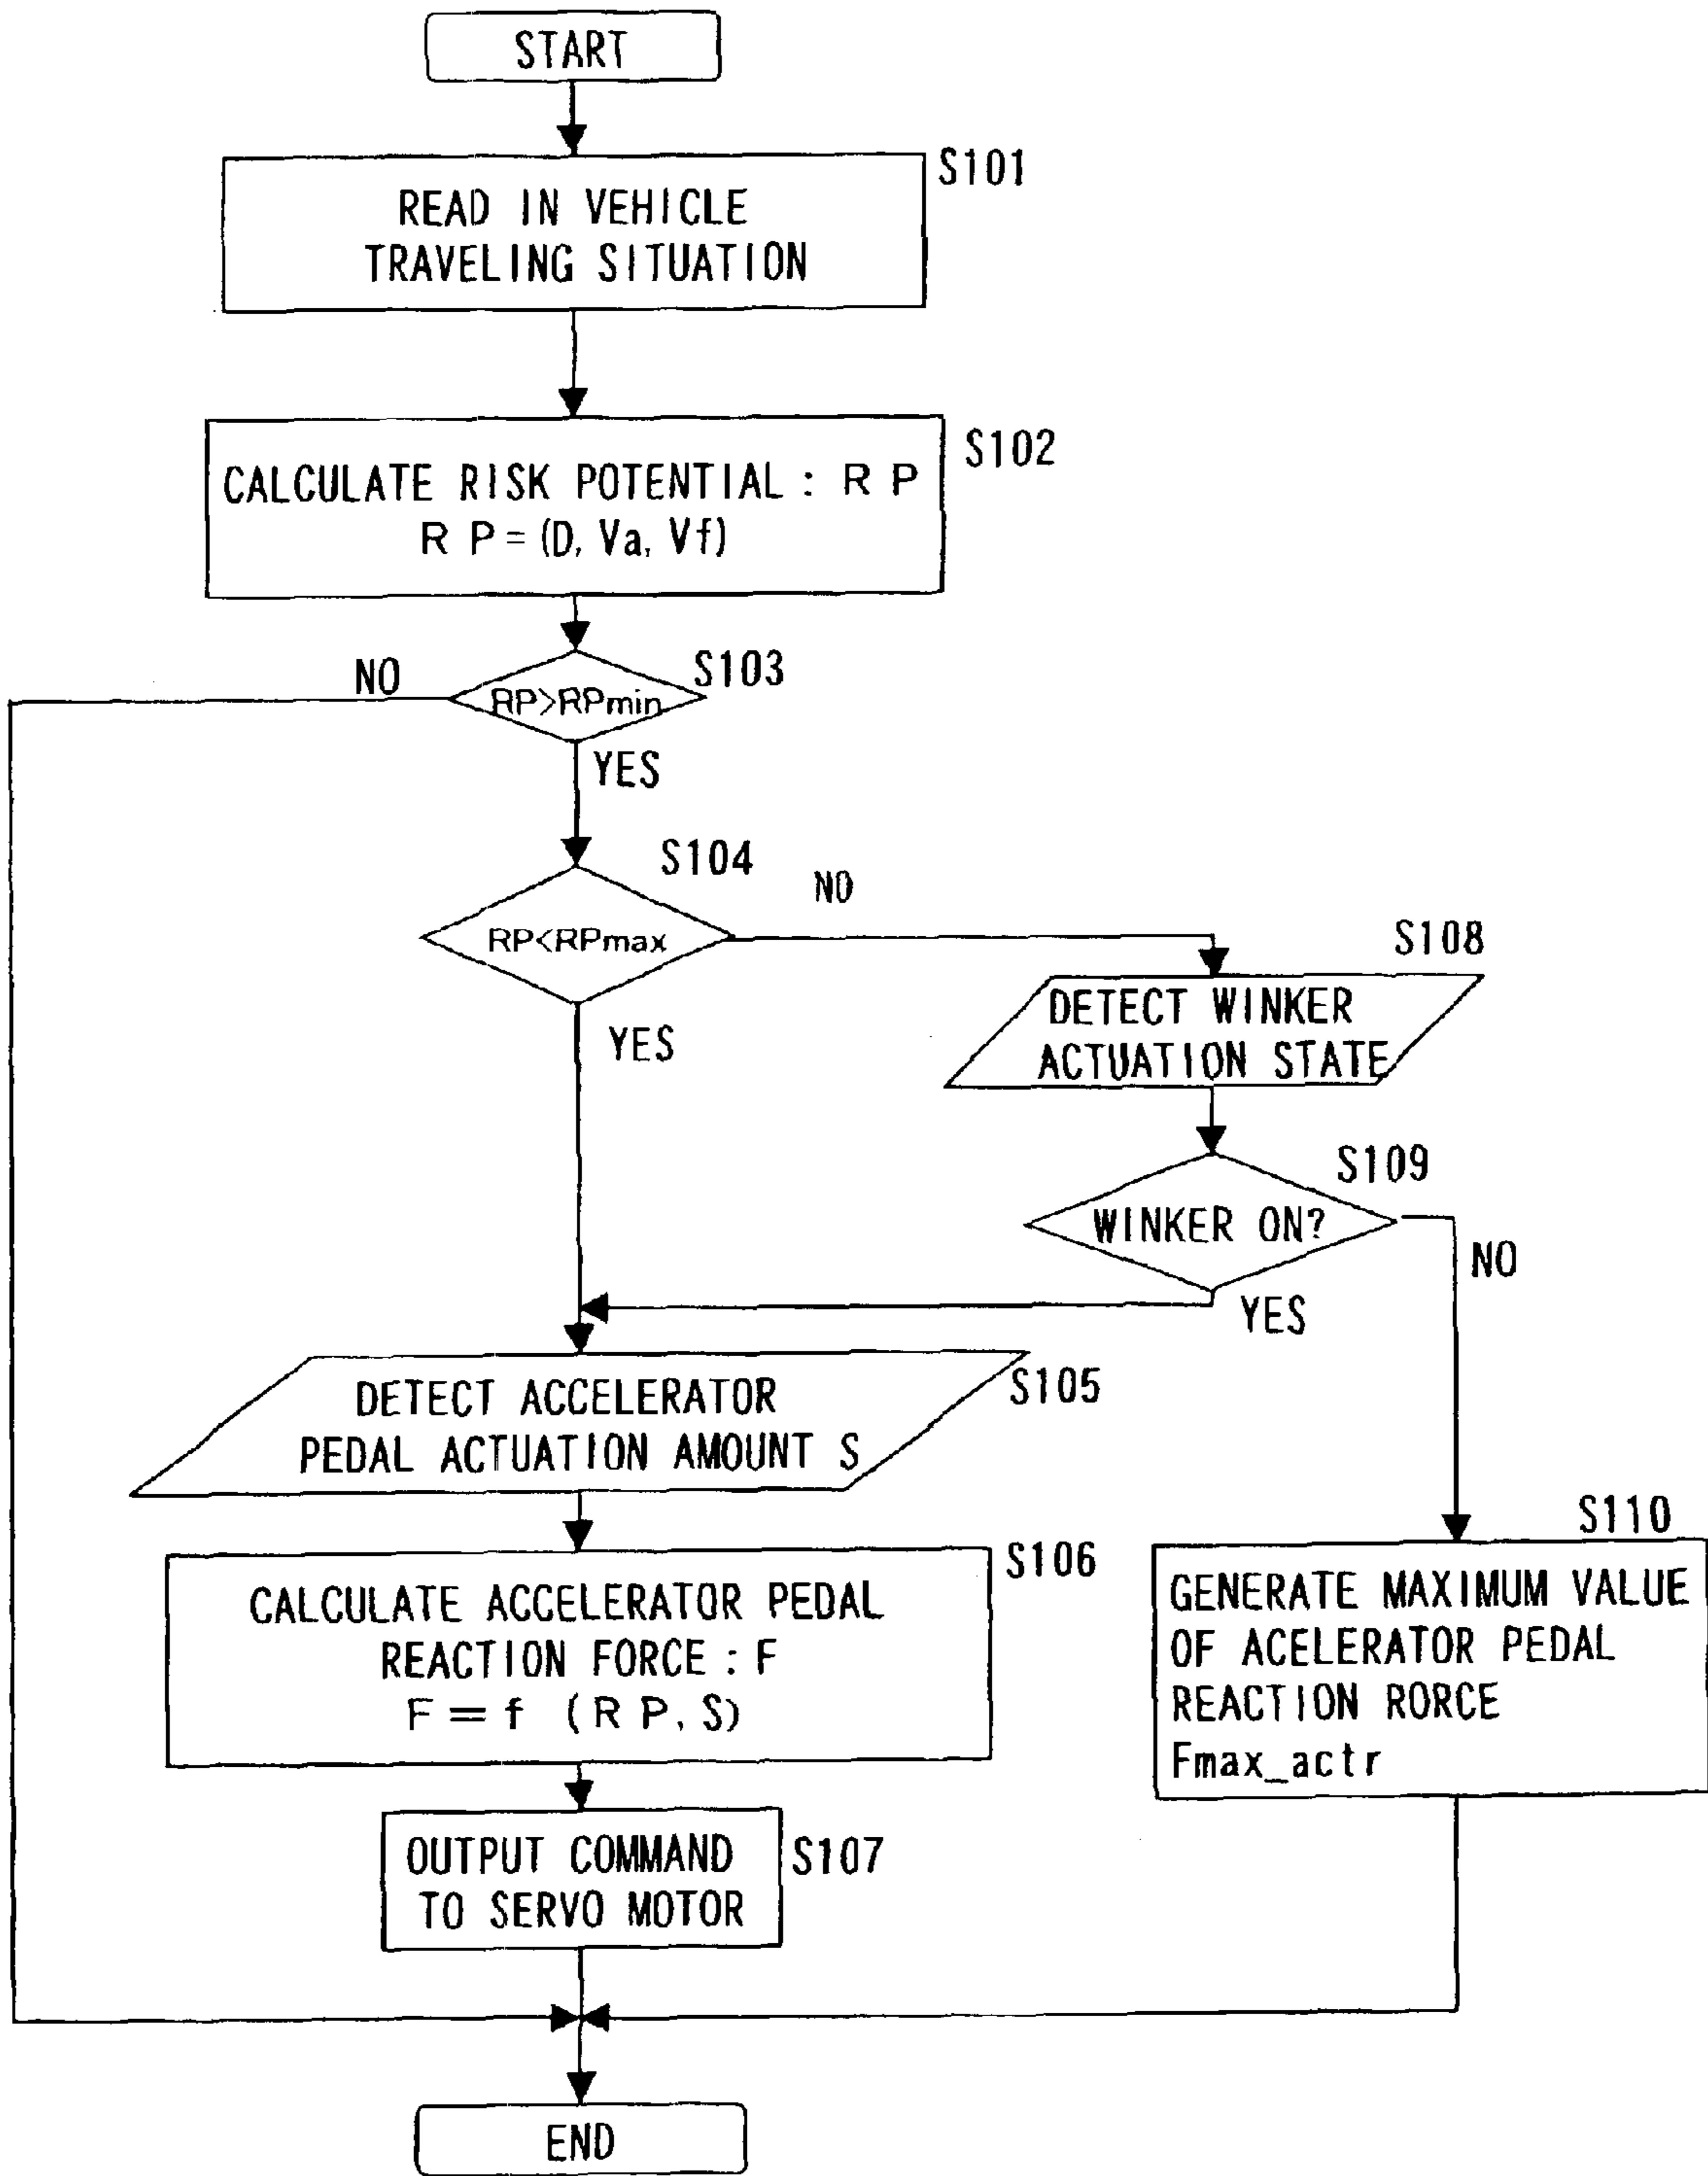 START
S101
READ IN VEHICLE
TRAVELING SITUATION
S102
CALCULATE RISK POTENTIAL : R P
R P = (D, Va, Vf)
S103
NO
RP>RPmin
YES
S104
NO
RP<RPmax
YES
S108
DETECT WINKER
ACTUATION STATE
S109
WINKER ON?
NO
YES
S105
DETECT ACCELERATOR
PEDAL ACTUATION AMOUNT S
S106
CALCULATE ACCELERATOR PEDAL
REACTION FORCE : F
F = f (R P, S)
S110
GENERATE MAXIMUM VALUE
OF ACELERATOR PEDAL
REACTION RORCE
Fmax_actr
S107
OUTPUT COMMAND
TO SERVO MOTOR
END